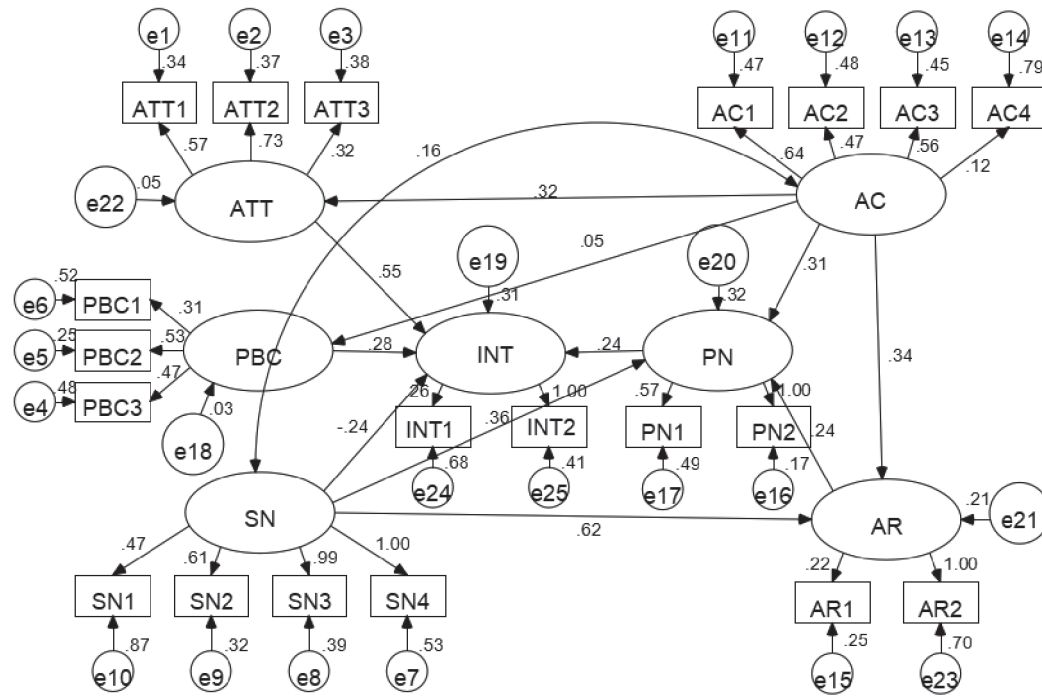 e1 e2 e3 e11 e12 e13 e14
.34 .37 .38 .47 .48 .45 .79
ATT1 ATT2 ATT3 AC1 AC2 AC3 AC4
.57 .73 .32 .16 .64 .47 .56 .12
e22 .05 ATT .32 AC
.05
e19 e20
.55 .31 .32 .31
e6 .52 PBC1 .31
e5 .25 PBC2 .53 PBC .28 INT .24 PN .34
e4 .48 PBC3 .47
.03 .26 1.00 .57 1.00
e18 -.24 .36 INT1 INT2 PN1 PN2 .24
.68 .41 .49 .17
e24 e25 e17 e16
SN .62 AR .21 e21
.47 .61 .99 1.00 .22 1.00
SN1 SN2 SN3 SN4 AR1 AR2
.87 .32 .39 .53 .25 .70
e10 e9 e8 e7 e15 e23